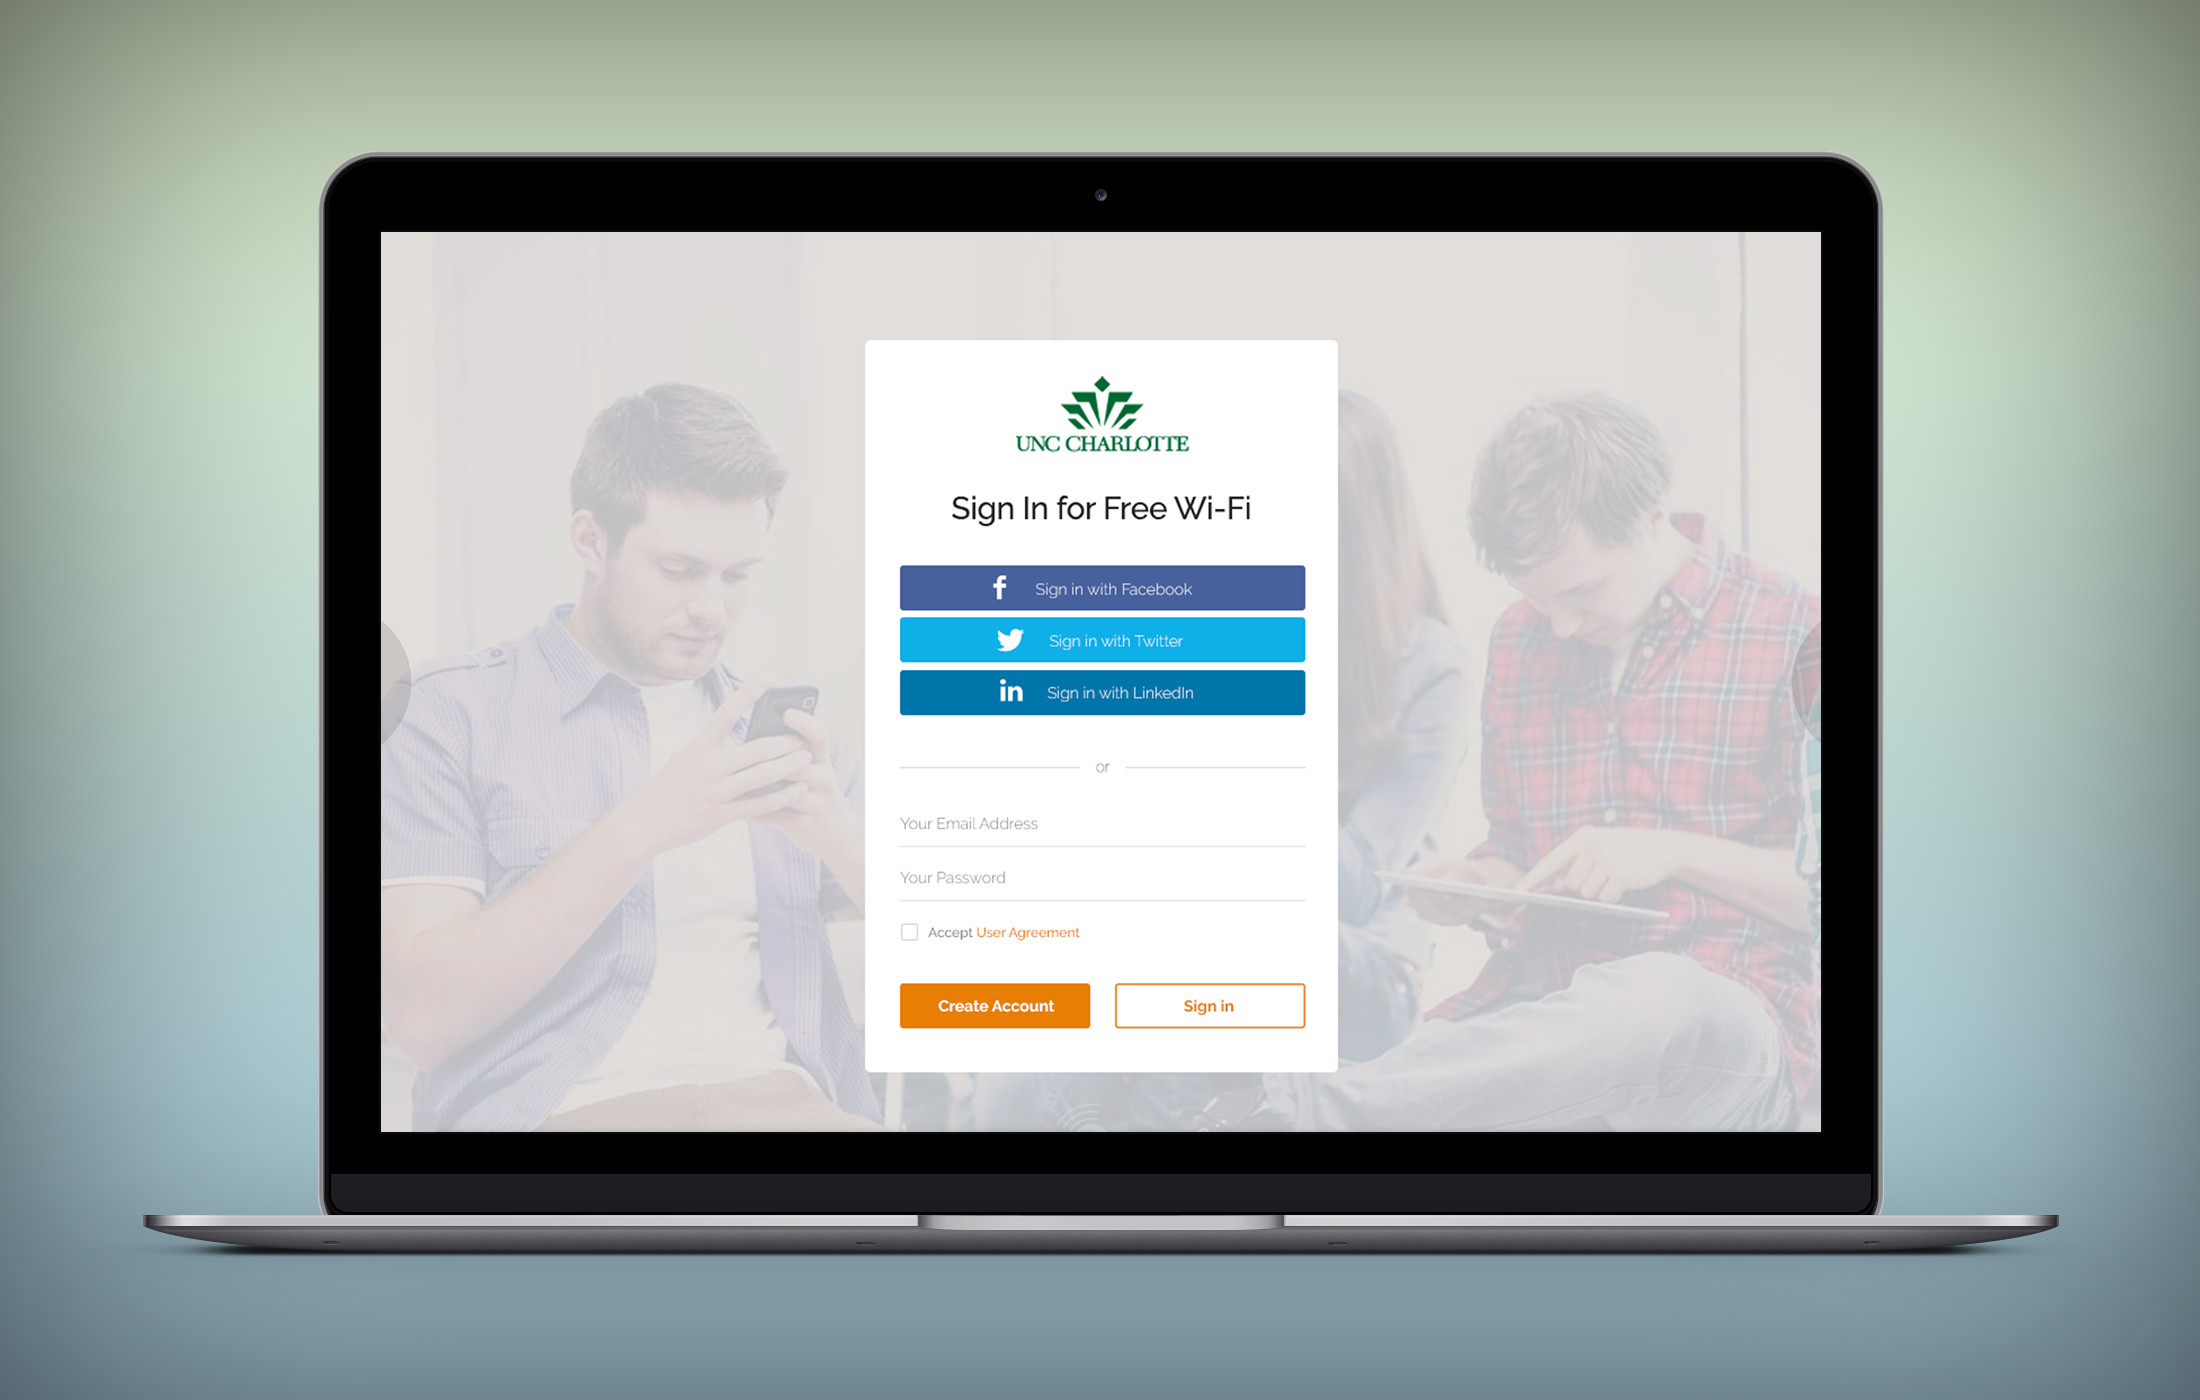 UNC CHARLOTTE
Sign In for Free Wi-Fi
f Sign in with Facebook
Sign in with Twitter
in Sign in with LinkedIn
or
Your Email Address
Your Password
Accept User Agreement
Create Account
Sign in